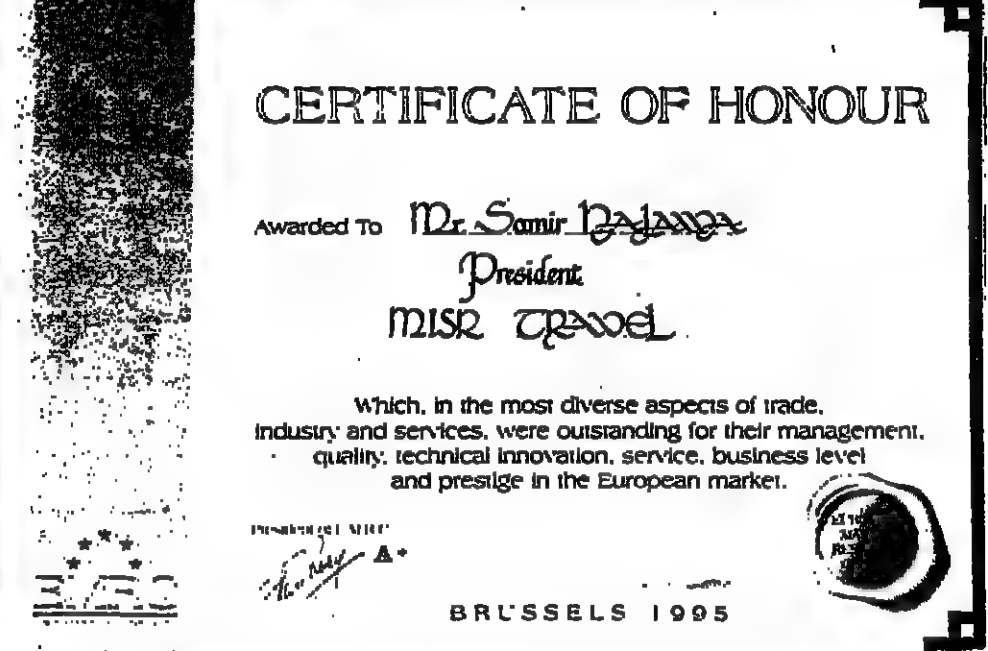 CERTIFICATE OF HONOUR
Awarded To Mr. Samir
President
MISR TRAVEL
Which, in the most diverse aspects of trade,
industry and services, were outstanding for their management,
quality, technical innovation, service, business level
and prestige in the European market.
A+
BRUSSELS 1995